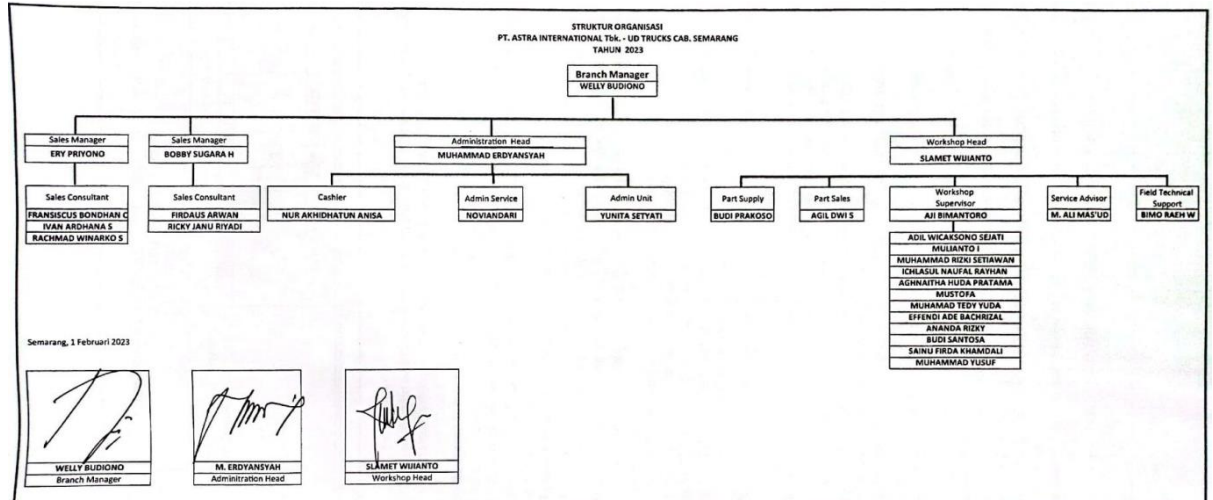 STRUKTUR ORGANISASI
PT. ASTRA INTERNATIONAL Tbk. - UD TRUCKS CAB. SEMARANG
TAHUN 2023
Branch Manager
WELLY BUDIONO
Sales Manager
ERY PRIYONO
Sales Manager
BOBBY SUGARA H
Administration Head
MUHAMMAD ERDYANSYAH
Workshop Head
SLAMET WIJIANTO
Sales Consultant
FRANSISCUS BONDHAN C
IVAN ARDHANA S
RACHMAD WINARKO S
Sales Consultant
FIRDAUS ARWAN
RICKY JANU RIYADI
Cashier
NUR AKHIDHATUN ANISA
Admin Service
NOVIANDARI
Admin Unit
YUNITA SETYATI
Part Supply
BUDI PRAKOSO
Part Sales
AGIL DWI S
Workshop
Supervisor
AJI BIMANTORO
ADIL WICAKSONO SEJATI
MULIANTO I
MUHAMMAD RIZKI SETIAWAN
ICHLASUL NAUFAL RAYHAN
AGHNAITHA HUDA PRATAMA
MUSTOFA
MUHAMAD TEDY YUDA
EFFENDI ADE BACHRIZAL
ANANDA RIZKY
BUDI SANTOSA
SAINU FIRDA KHAMDALI
MUHAMMAD YUSUF
Service Advisor
M. ALI MAS'UD
Field Technical
Support
BIMO RAEH W
Semarang, 1 Februari 2023
WELLY BUDIONO
Branch Manager
M. ERDYANSYAH
Adminitration Head
SLAMET WIJIANTO
Workshop Head